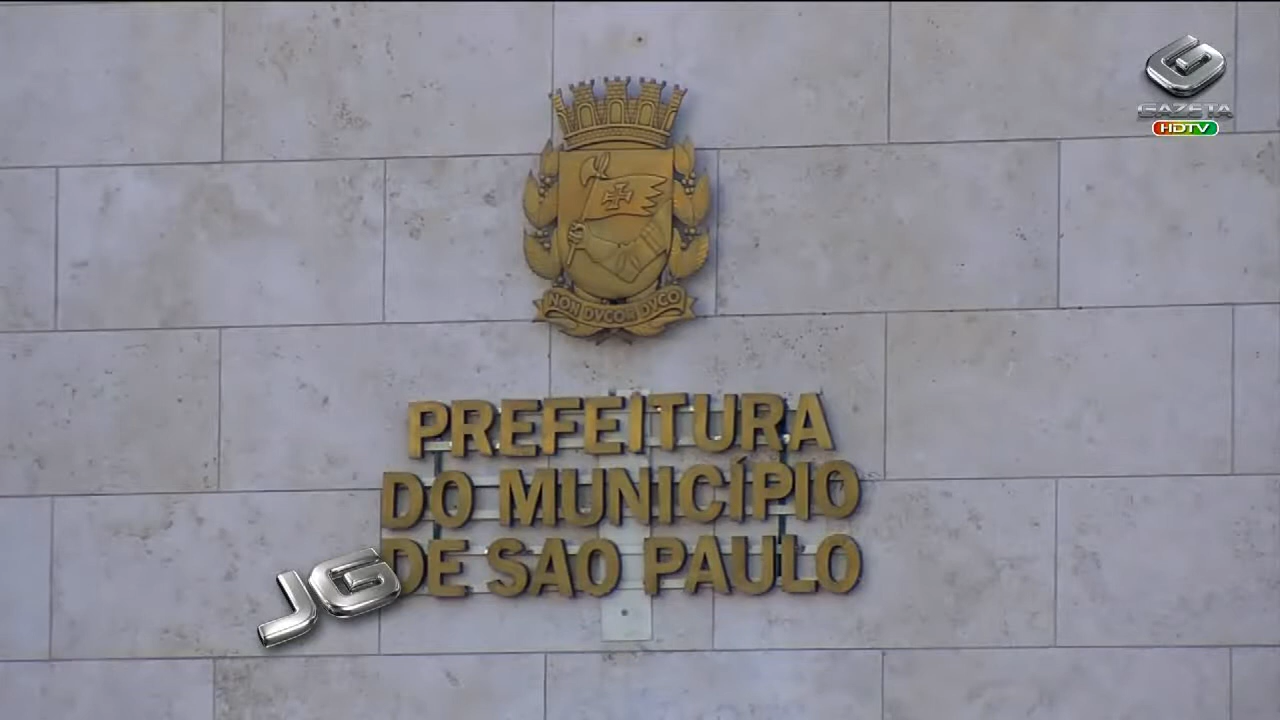 GAZETA
HDTV
NON DVCOR DVCO
PREFEITURA
DO MUNICÍPIO
DE SAO PAULO
JG